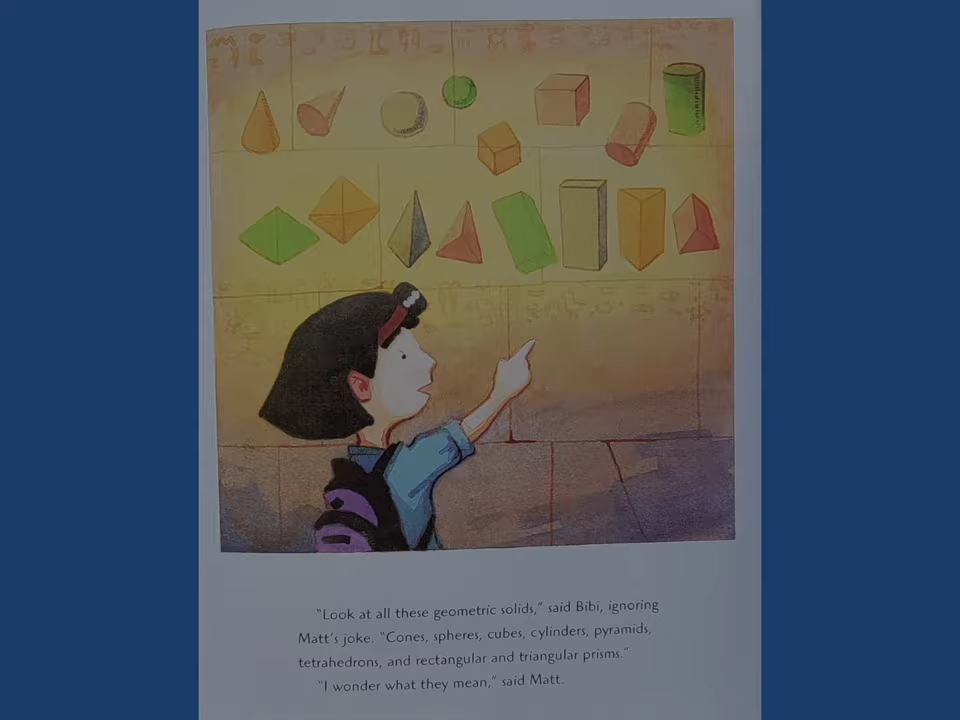 "Look at all these geometric solids," said Bibi, ignoring
Matt's joke. "Cones, spheres, cubes, cylinders, pyramids,
tetrahedrons, and rectangular and triangular prisms."
"I wonder what they mean," said Matt.